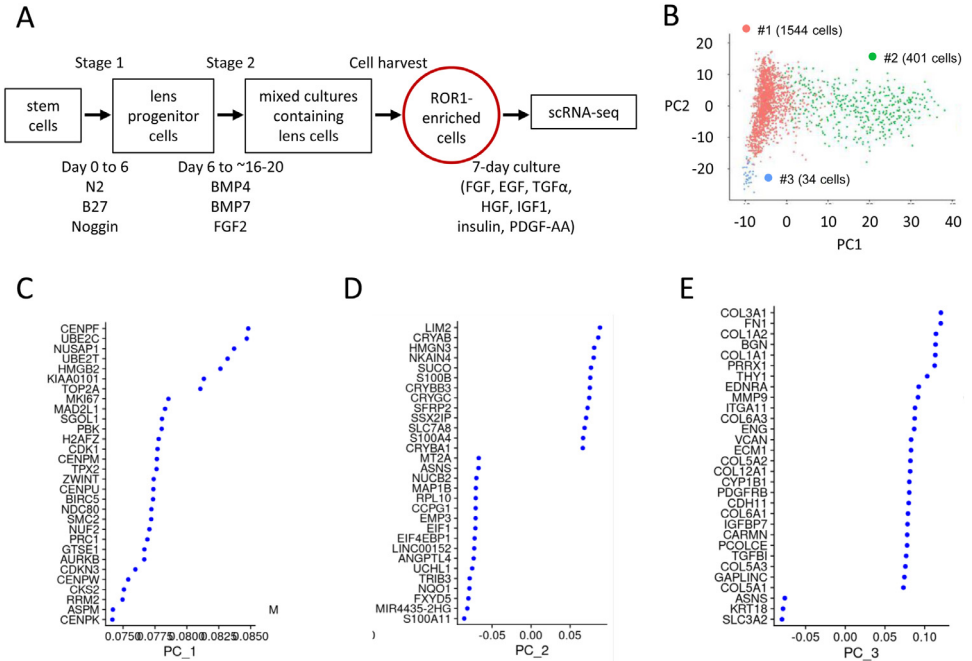 A
Stage 1
Stage 2
Cell harvest
stem
cells
lens
progenitor
cells
mixed cultures
containing
lens cells
ROR1-
enriched
cells
scRNA-seq
Day 0 to 6
N2
B27
Noggin
Day 6 to ~16-20
BMP4
BMP7
FGF2
7-day culture
(FGF, EGF, TGFα,
HGF, IGF1,
insulin, PDGF-AA)
B
#1 (1544 cells)
#2 (401 cells)
#3 (34 cells)
20
10
0
-10
-20
PC2
-10 0 10 20 30 40
PC1
C
CENPF
UBE2C
NUSAP1
UBE2T
HMGB2
KIAA0101
TOP2A
MKI67
MAD2L1
SGOL1
PBK
H2AFZ
CDK1
CENPM
TPX2
ZWINT
CENPU
BIRC5
NDC80
SMC2
NUF2
PRC1
GTSE1
AURKB
CDKN3
CENPW
CKS2
RRM2
ASPM
CENPK
M
0.0750 0.0775 0.0800 0.0825 0.0850
PC_1
D
LIM2
CRYAB
HMGN3
NKAIN4
SUCO
S100B
CRYBB3
CRYGC
SFRP2
SSX2IP
SLC7A8
S100A4
CRYBA1
MT2A
ASNS
NUCB2
MAP1B
RPL10
CCPG1
EMP3
EIF1
EIF4EBP1
LINC00152
ANGPTL4
UCHL1
TRIB3
NQO1
FXYD5
MIR4435-2HG
S100A11
-0.05 0.00 0.05
PC_2
E
COL3A1
FN1
COL1A2
BGN
COL1A1
PRRX1
THY1
EDNRA
MMP9
ITGA11
COL6A3
ENG
VCAN
ECM1
COL5A2
COL12A1
CYP1B1
PDGFRB
CDH11
COL6A1
IGFBP7
CARMN
PCOLCE
TGFBI
COL5A3
GAPLINC
COL5A1
ASNS
KRT18
SLC3A2
-0.05 0.00 0.05 0.10
PC_3